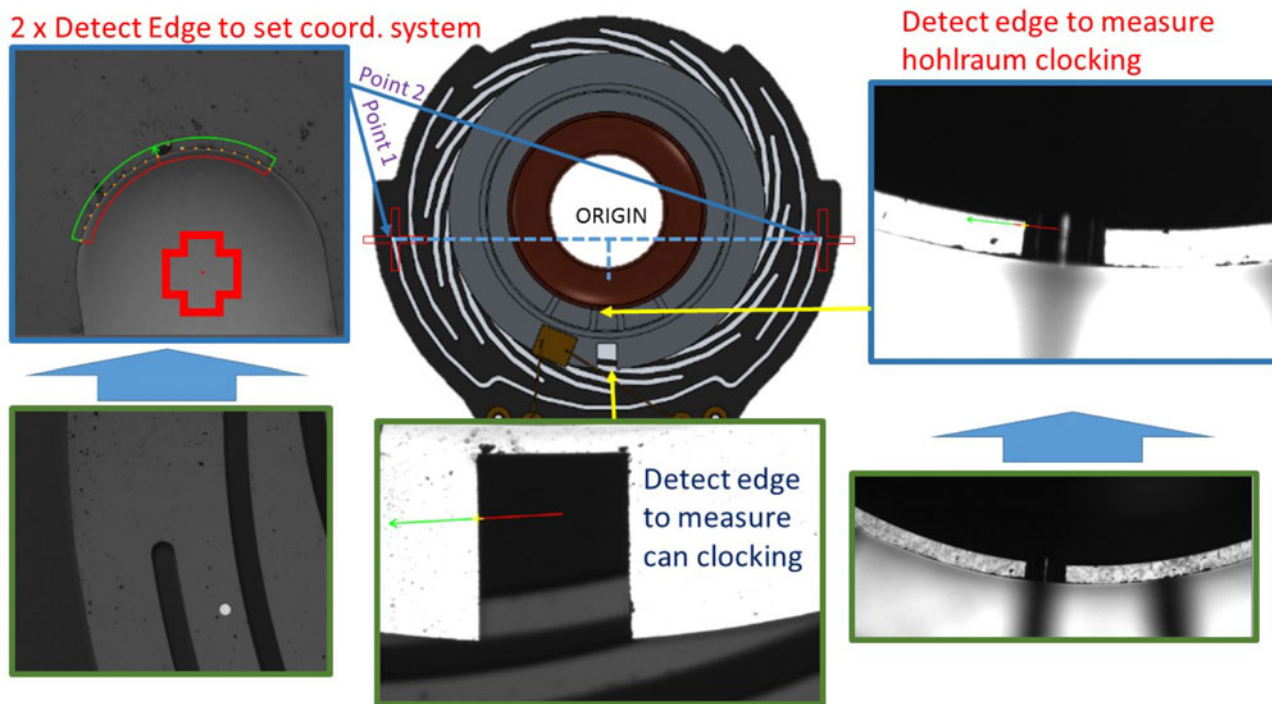 2 x Detect Edge to set coord. system
Detect edge to measure
hohlraum clocking
Point 2
Point 1
ORIGIN
Detect edge
to measure
can clocking